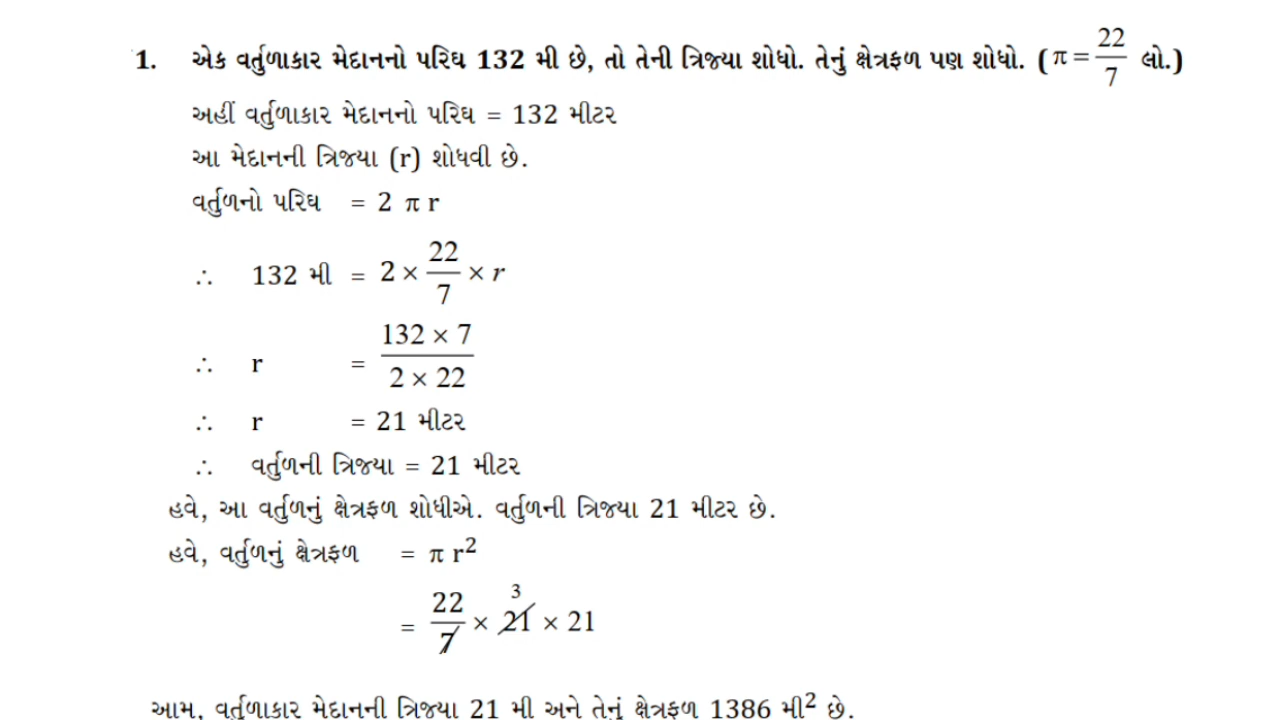 1. એક વર્તુળાકાર મેદાનનો પરિઘ 132 મી છે, તો તેની ત્રિજ્યા શોધો. તેનું ક્ષેત્રફળ પણ શોધો. (π = 22/7 લો.)
અહીં વર્તુળાકાર મેદાનનો પરિઘ = 132 મીટર
આ મેદાનની ત્રિજ્યા (r) શોધવી છે.
વર્તુળનો પરિઘ = 2 π r
∴ 132 મી = 2 × 22/7 × r
∴ r = (132 × 7)/(2 × 22)
∴ r = 21 મીટર
∴ વર્તુળની ત્રિજ્યા = 21 મીટર
હવે, આ વર્તુળનું ક્ષેત્રફળ શોધીએ. વર્તુળની ત્રિજ્યા 21 મીટર છે.
હવે, વર્તુળનું ક્ષેત્રફળ = π r²
3
= 22/7 × 21 × 21
આમ, વર્તુળાકાર મેદાનની ત્રિજ્યા 21 મી અને તેનું ક્ષેત્રફળ 1386 મી² છે.